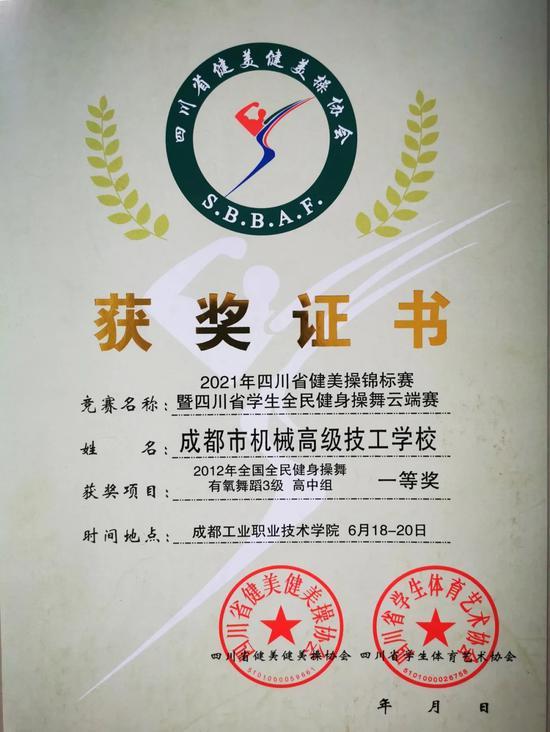 四川省健美健美操协会
S.B.B.A.F.
获奖证书
2021年四川省健美操锦标赛
竞赛名称：暨四川省学生全民健身操舞云端赛
姓 名：成都市机械高级技工学校
2012年全国全民健身操舞
获奖项目：有氧舞蹈3级 高中组 一等奖
时间地点：成都工业职业技术学院 6月18-20日
四川省健美健美操协会
5101000059661
四川省学生体育艺术协会
5101000026758
四川省健美健美操协会 四川省学生体育艺术协会
年 月 日